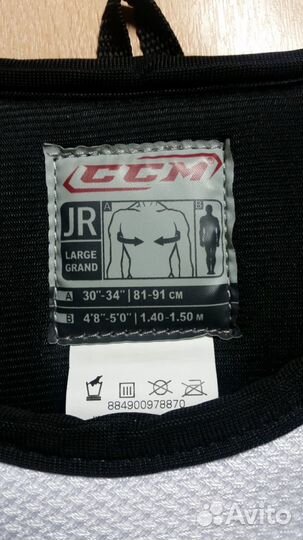 CCM
JR
LARGE
GRAND
A
B
A 30"-34" | 81-91 CM
B 4'8"-5'0" | 1,40-1.50 M
884900978870
Avito